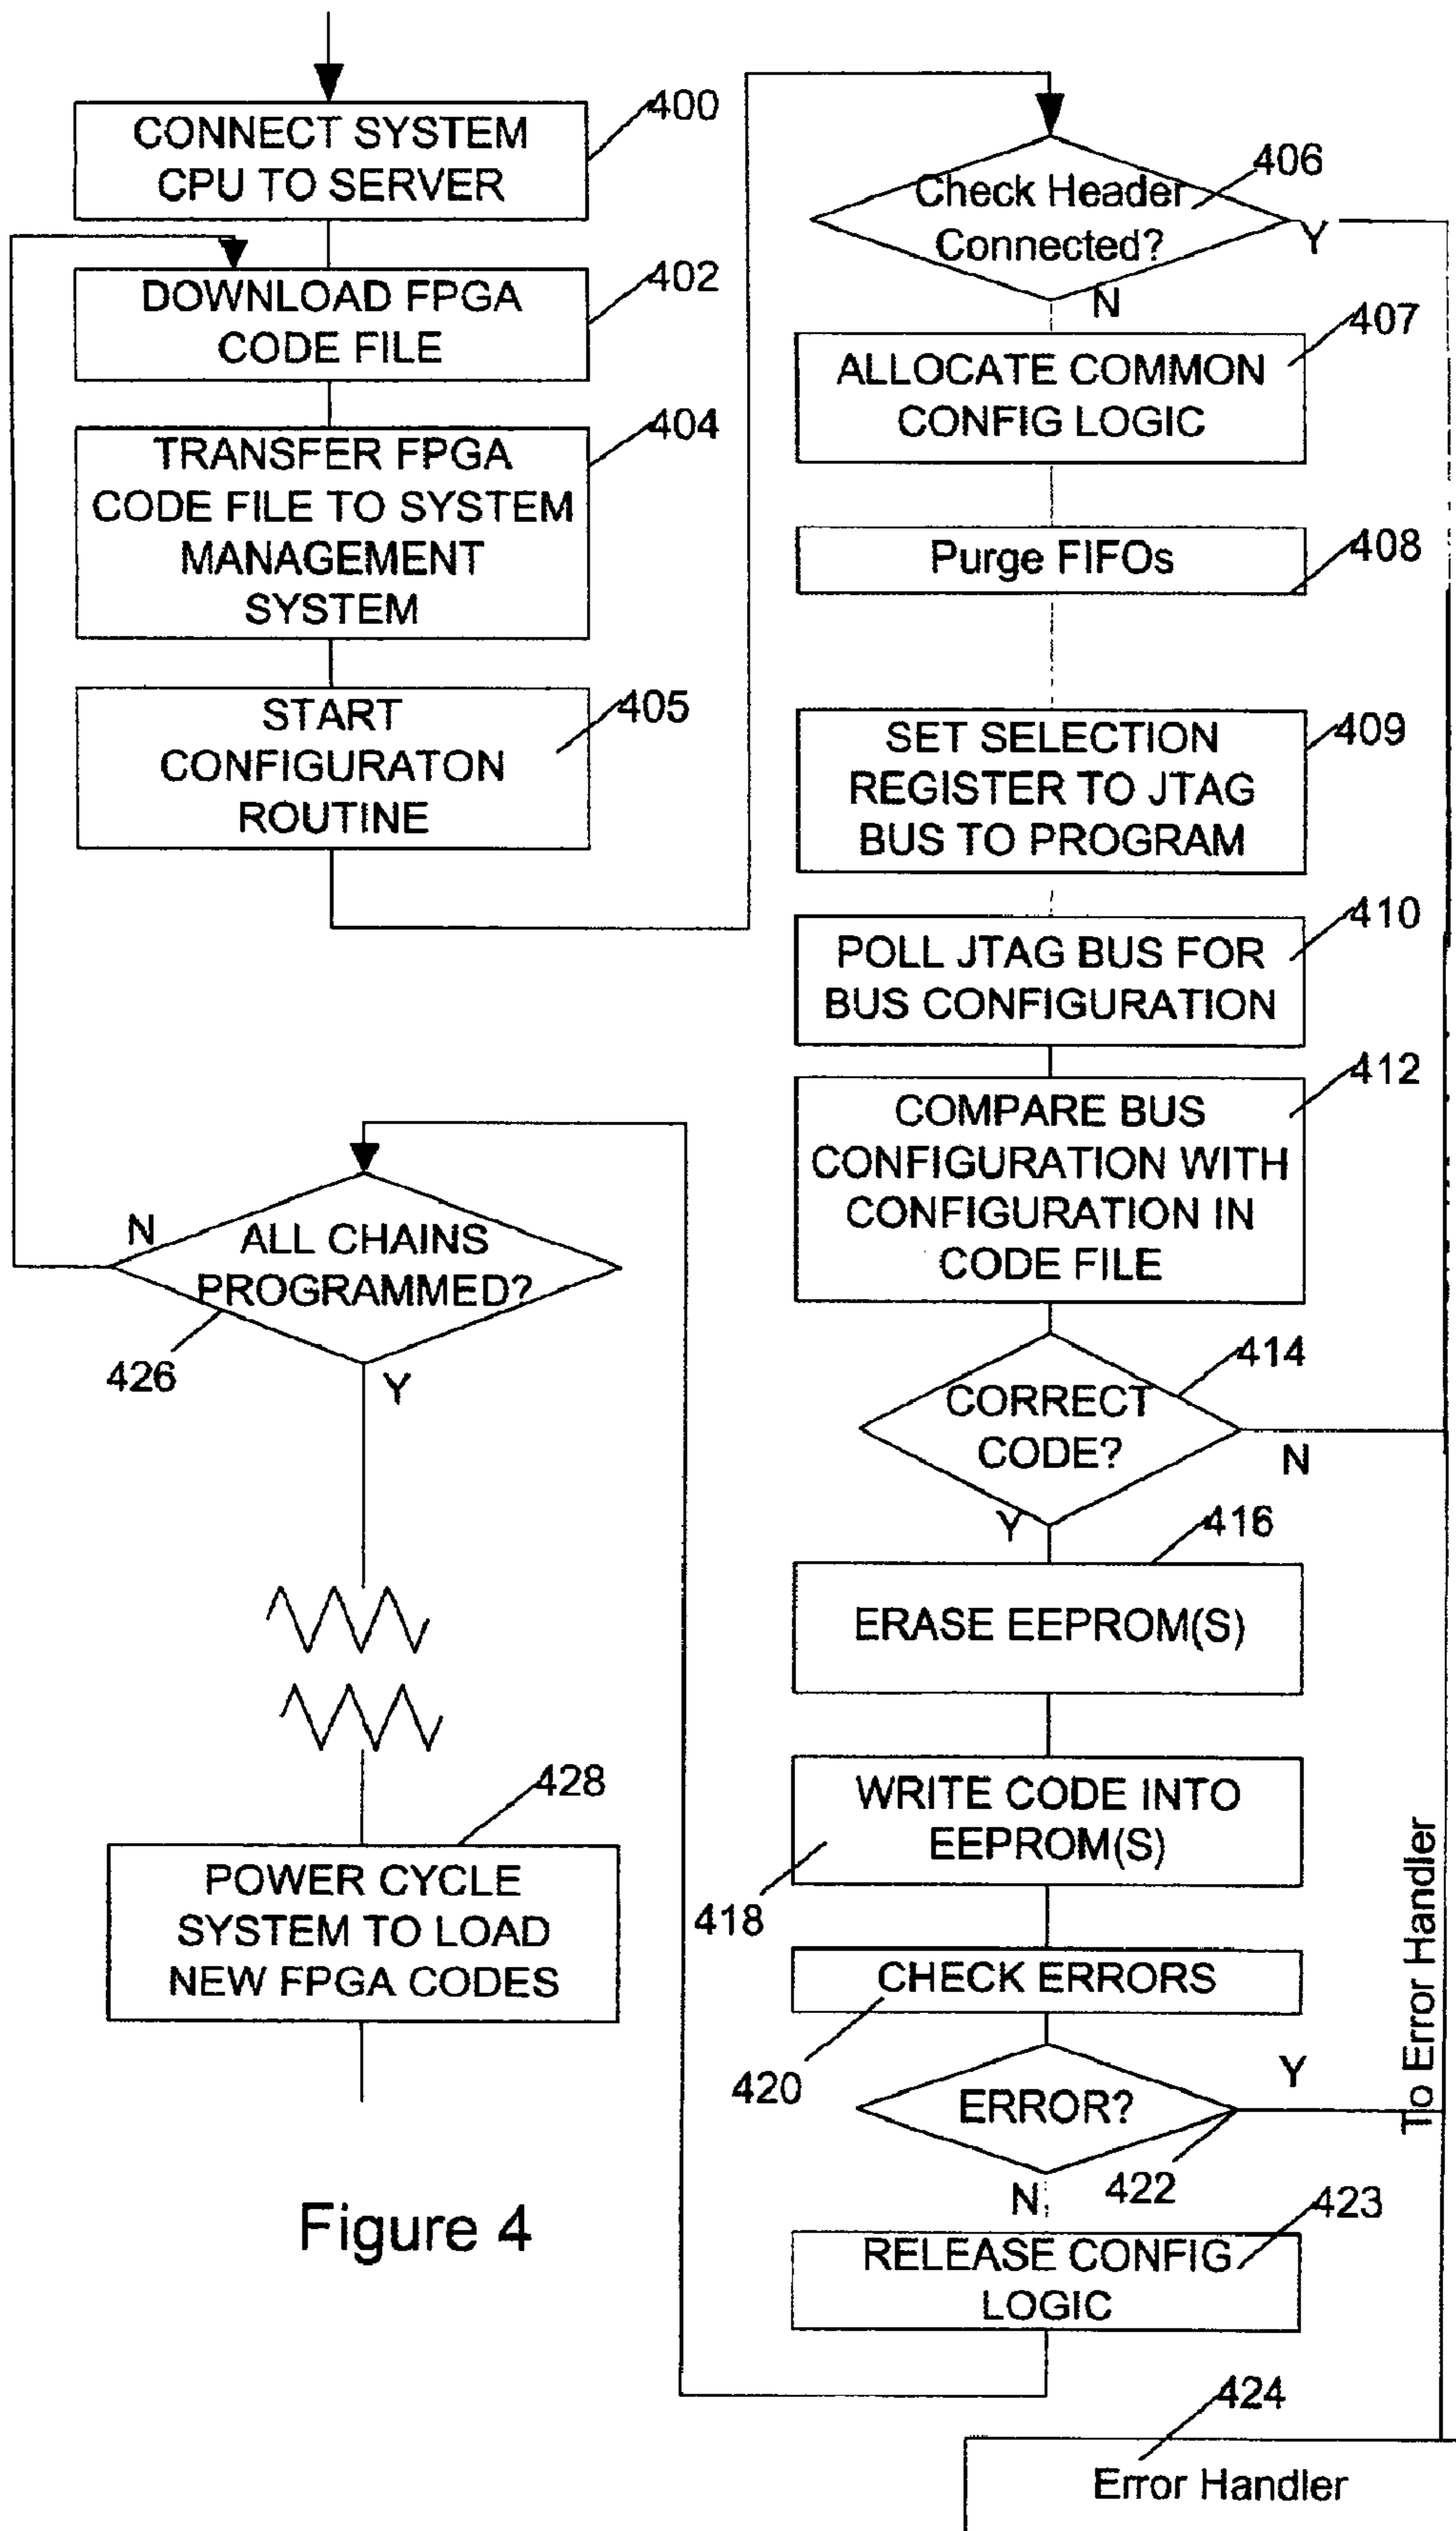 400
CONNECT SYSTEM
CPU TO SERVER
402
DOWNLOAD FPGA
CODE FILE
404
TRANSFER FPGA
CODE FILE TO SYSTEM
MANAGEMENT
SYSTEM
405
START
CONFIGURATON
ROUTINE
406
Check Header
Connected?
Y
N
407
ALLOCATE COMMON
CONFIG LOGIC
408
Purge FIFOs
409
SET SELECTION
REGISTER TO JTAG
BUS TO PROGRAM
410
POLL JTAG BUS FOR
BUS CONFIGURATION
412
COMPARE BUS
CONFIGURATION WITH
CONFIGURATION IN
CODE FILE
414
CORRECT
CODE?
N
Y
416
ERASE EEPROM(S)
WRITE CODE INTO
EEPROM(S)
418
CHECK ERRORS
420
ERROR?
Y
422
N
423
RELEASE CONFIG
LOGIC
To Error Handler
424
Error Handler
N
ALL CHAINS
PROGRAMMED?
426
Y
428
POWER CYCLE
SYSTEM TO LOAD
NEW FPGA CODES
Figure 4